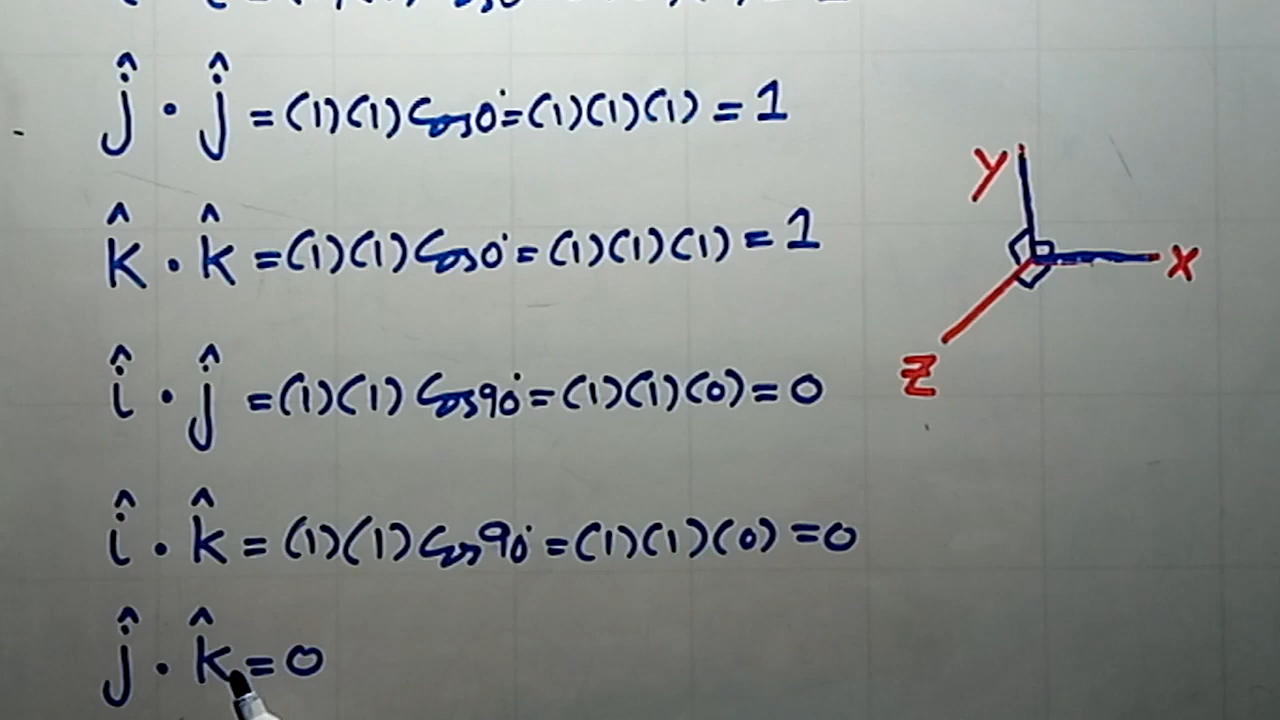 ĵ · ĵ = (1)(1) Cos0° = (1)(1)(1) = 1
k̂ · k̂ = (1)(1) Cos0° = (1)(1)(1) = 1
Y
X
Z
î · ĵ = (1)(1) Cos90° = (1)(1)(0) = 0
î · k̂ = (1)(1) Cos90° = (1)(1)(0) = 0
ĵ · k̂ = 0